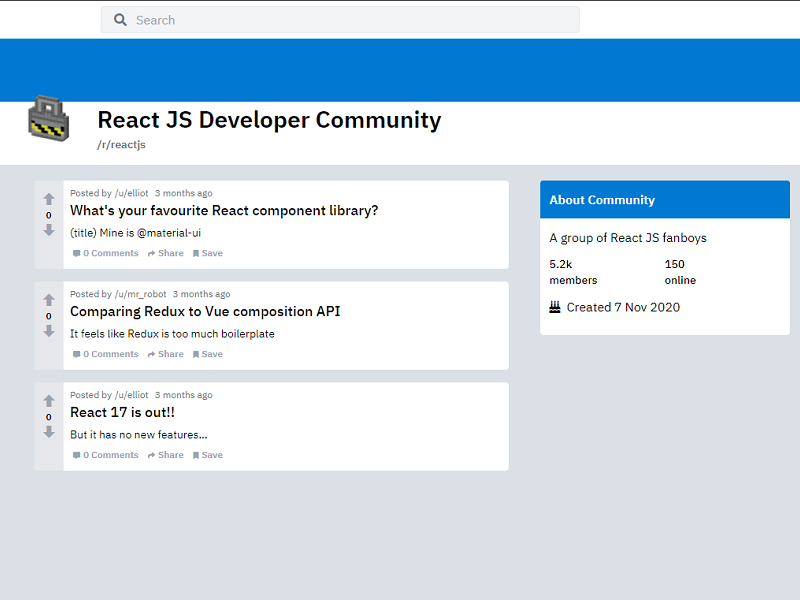 Search
React JS Developer Community
/r/reactjs
Posted by /u/elliot 3 months ago
0
What's your favourite React component library?
(title) Mine is @material-ui
0 Comments Share Save
Posted by /u/mr_robot 3 months ago
0
Comparing Redux to Vue composition API
It feels like Redux is too much boilerplate
0 Comments Share Save
Posted by /u/elliot 3 months ago
0
React 17 is out!!
But it has no new features...
0 Comments Share Save
About Community
A group of React JS fanboys
5.2k 150
members online
Created 7 Nov 2020